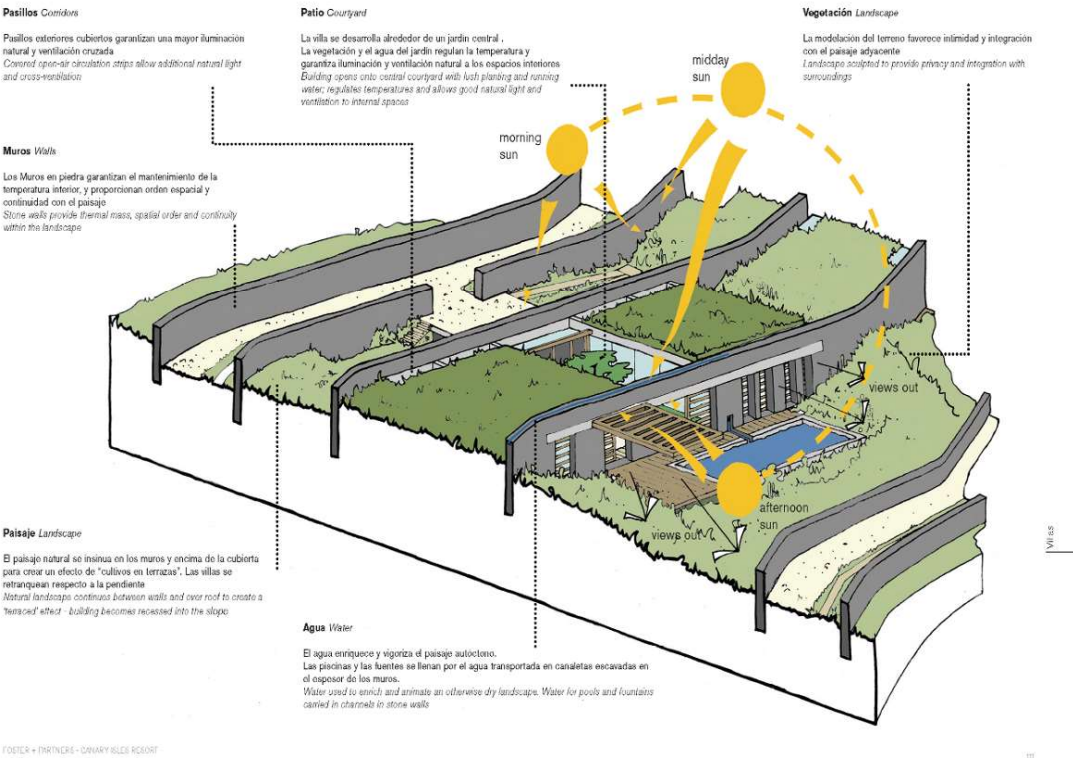 Pasillos Corridors
Pasillos exteriores cubiertos garantizan una mayor iluminación
natural y ventilación cruzada
Covered open-air circulation strips allow additional natural light
and cross-ventilation
Patio Courtyard
La villa se desarrolla alrededor de un jardin central .
La vegetación y el agua del jardín regulan la temperatura y
garantiza iluminación y ventilación natural a los espacios interiores
Building opens onto central courtyard with lush planting and running
water; regulates temperatures and allows good natural light and
ventilation to internal spaces
Vegetación Landscape
La modelación del terreno favorece intimidad y integración
con el paisaje adyacente
Landscape sculpted to provide privacy and integration with
surroundings
midday
sun
morning
sun
Muros Walls
Los Muros en piedra garantizan el mantenimiento de la
temperatura interior, y proporcionan orden espacial y
continuidad con el paisaje
Stone walls provide thermal mass, spatial order and continuity
within the landscape
views out
afternoon
sun
views out
Villas
Paisaje Landscape
El paisaje natural se insinua en los muros y encima de la cubierta
para crear un efecto de "cultivos en terrazas". Las villas se
retranquean respecto a la pendiente
Natural landscape continues between walls and over roof to create a
'terraced' effect - building becomes recessed into the slope
Agua Water
El agua enriquece y vigoriza el paisaje autóctono.
Las piscinas y las fuentes se llenan por el agua transportada en canaletas escavadas en
el espesor de los muros.
Water used to enrich and animate an otherwise dry landscape. Water for pools and fountains
carried in channels in stone walls
FOSTER + PARTNERS - CANARY ISLES RESORT